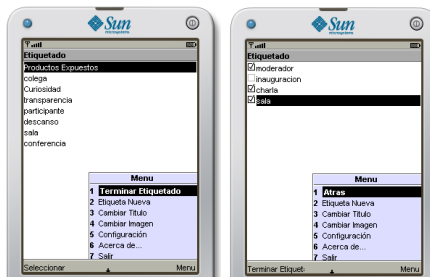 Sun
microsystems
Etiquetado
Productos Expuestos
colega
Curiosidad
transparencia
participante
descanso
sala
conferencia
Menu
1 Terminar Etiquetado
2 Etiqueta Nueva
3 Cambiar Titulo
4 Cambiar Imagen
5 Configuración
6 Acerca de...
7 Salir
Seleccionar Menu
Sun
microsystems
Etiquetado
moderador
inauguracion
charla
sala
Menu
1 Atras
2 Etiqueta Nueva
3 Cambiar Titulo
4 Cambiar Imagen
5 Configuración
6 Acerca de...
7 Salir
Terminar Etiquet Menu